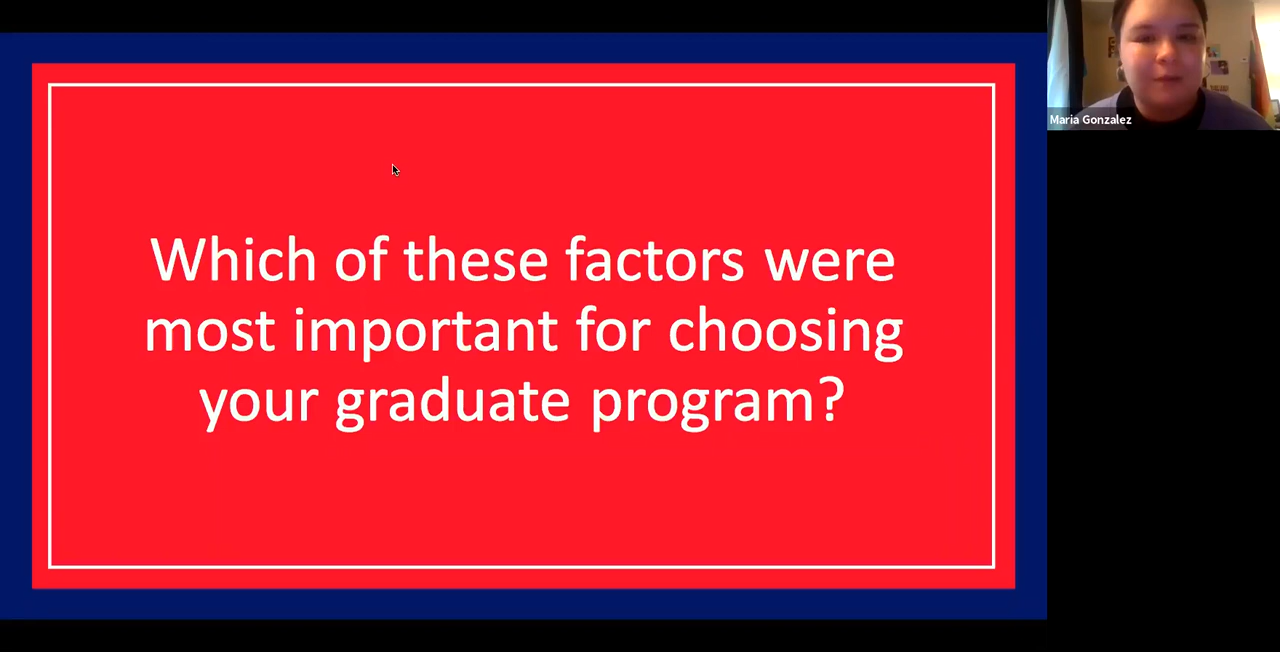 Which of these factors were
most important for choosing
your graduate program?
Maria Gonzalez